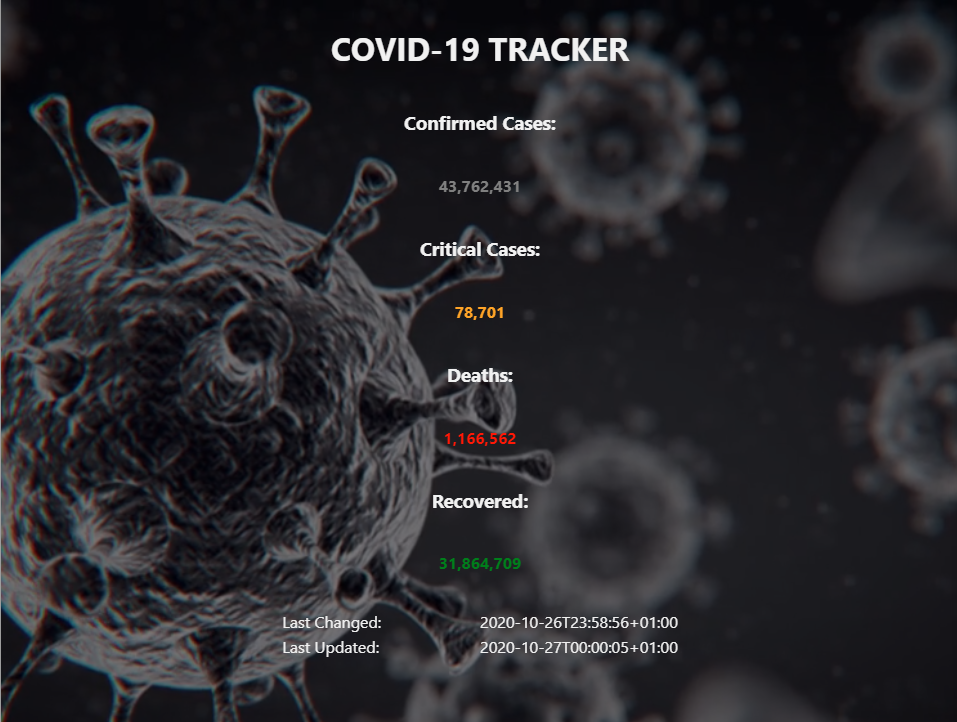 COVID-19 TRACKER
Confirmed Cases:
43,762,431
Critical Cases:
78,701
Deaths:
1,166,562
Recovered:
31,864,709
Last Changed: 2020-10-26T23:58:56+01:00
Last Updated: 2020-10-27T00:00:05+01:00